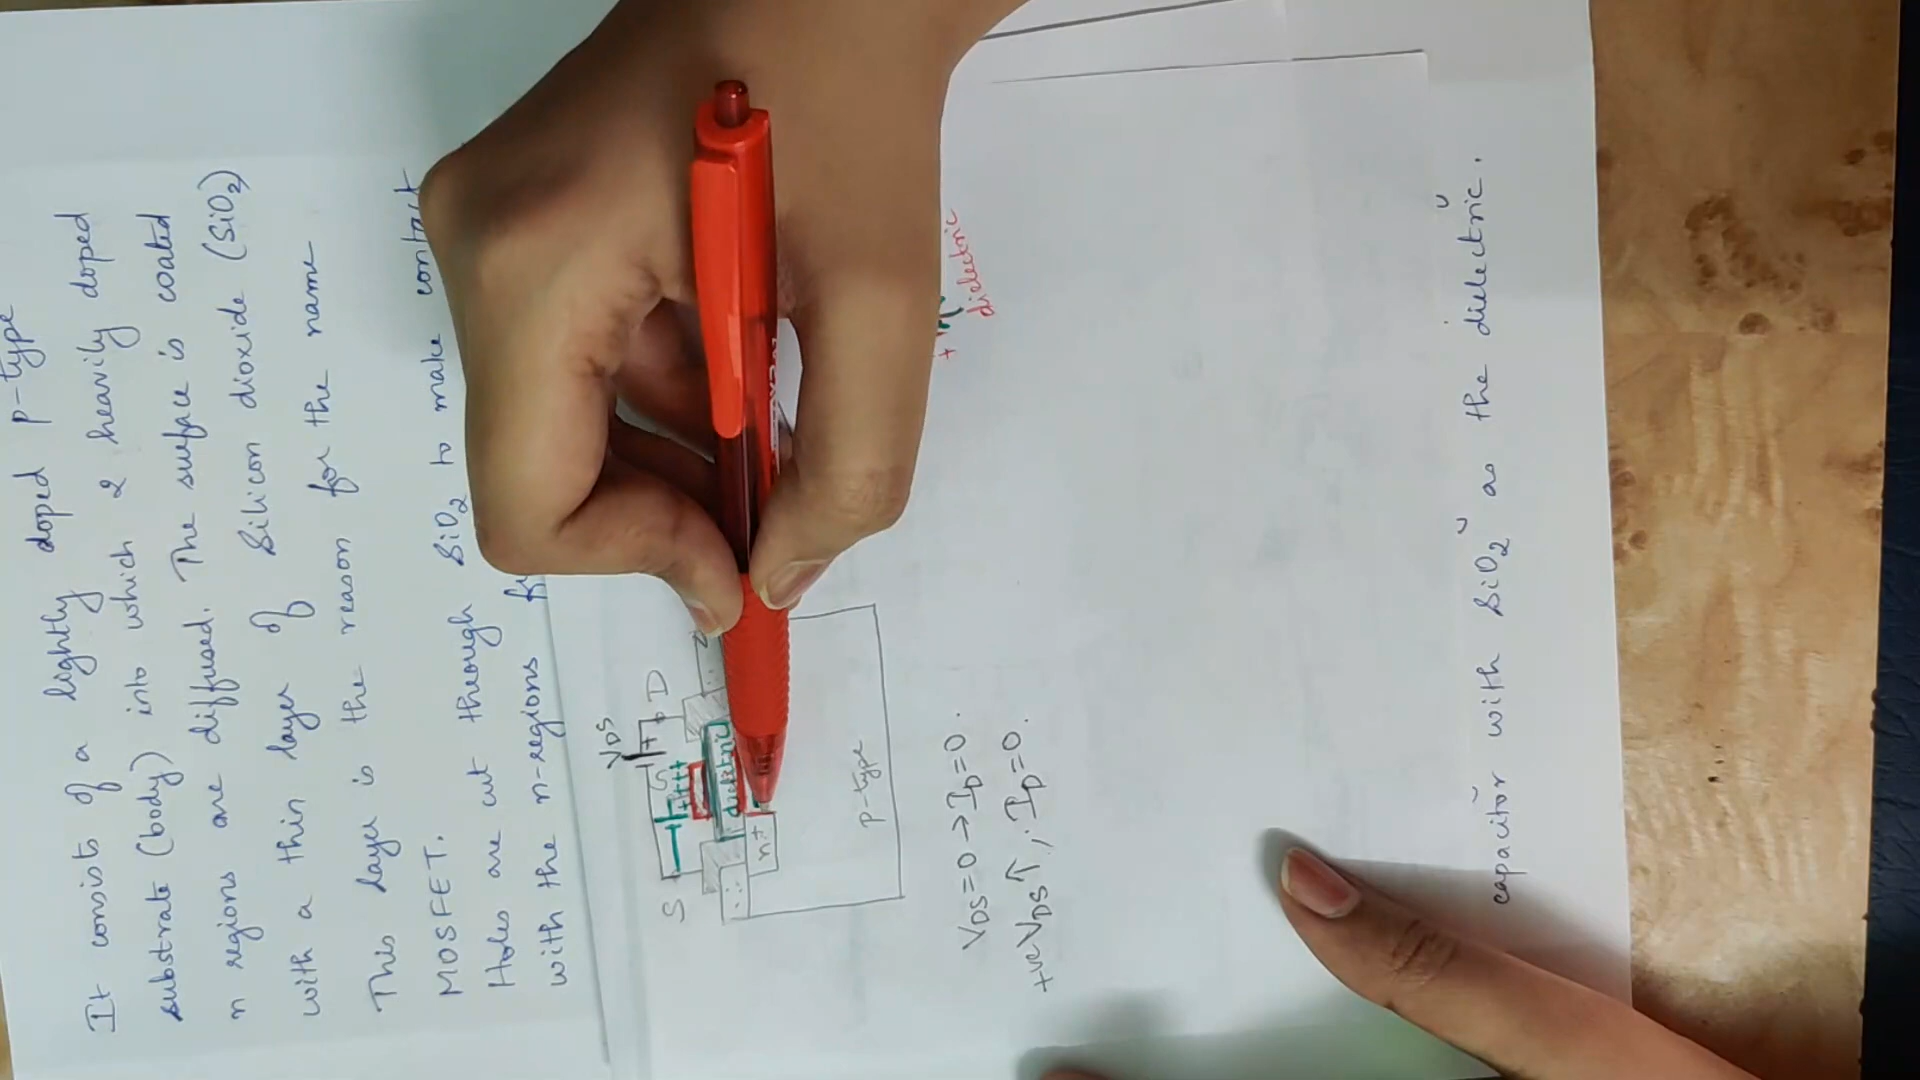 It consists of a lightly doped p-type
substrate (body) into which 2 heavily doped
n regions are diffused. The surface is coated
with a thin layer of Silicon dioxide (SiO2)
This layer is the reason for the name
MOSFET.
Holes are cut through SiO2 to make contact
with the n-regions
VDS
S
G
D
dielectric
n+
P-type
dielectric
VDS=0→ID=0.
+ve VDS↑, ID=0.
capacitor with SiO2 as the dielectric.